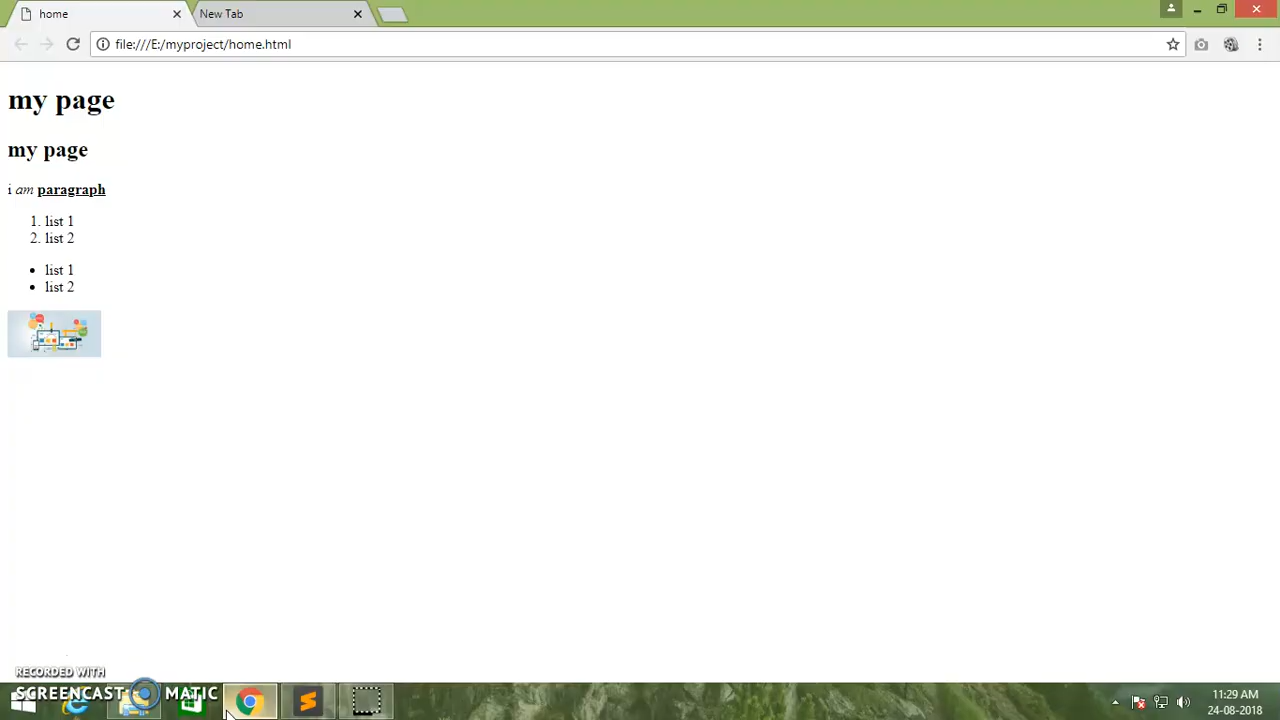 home
New Tab
file:///E:/myproject/home.html
my page
my page
i am paragraph
1. list 1
2. list 2
• list 1
• list 2
RECORDED WITH
SCREENCAST MATIC
11:29 AM
24-08-2018